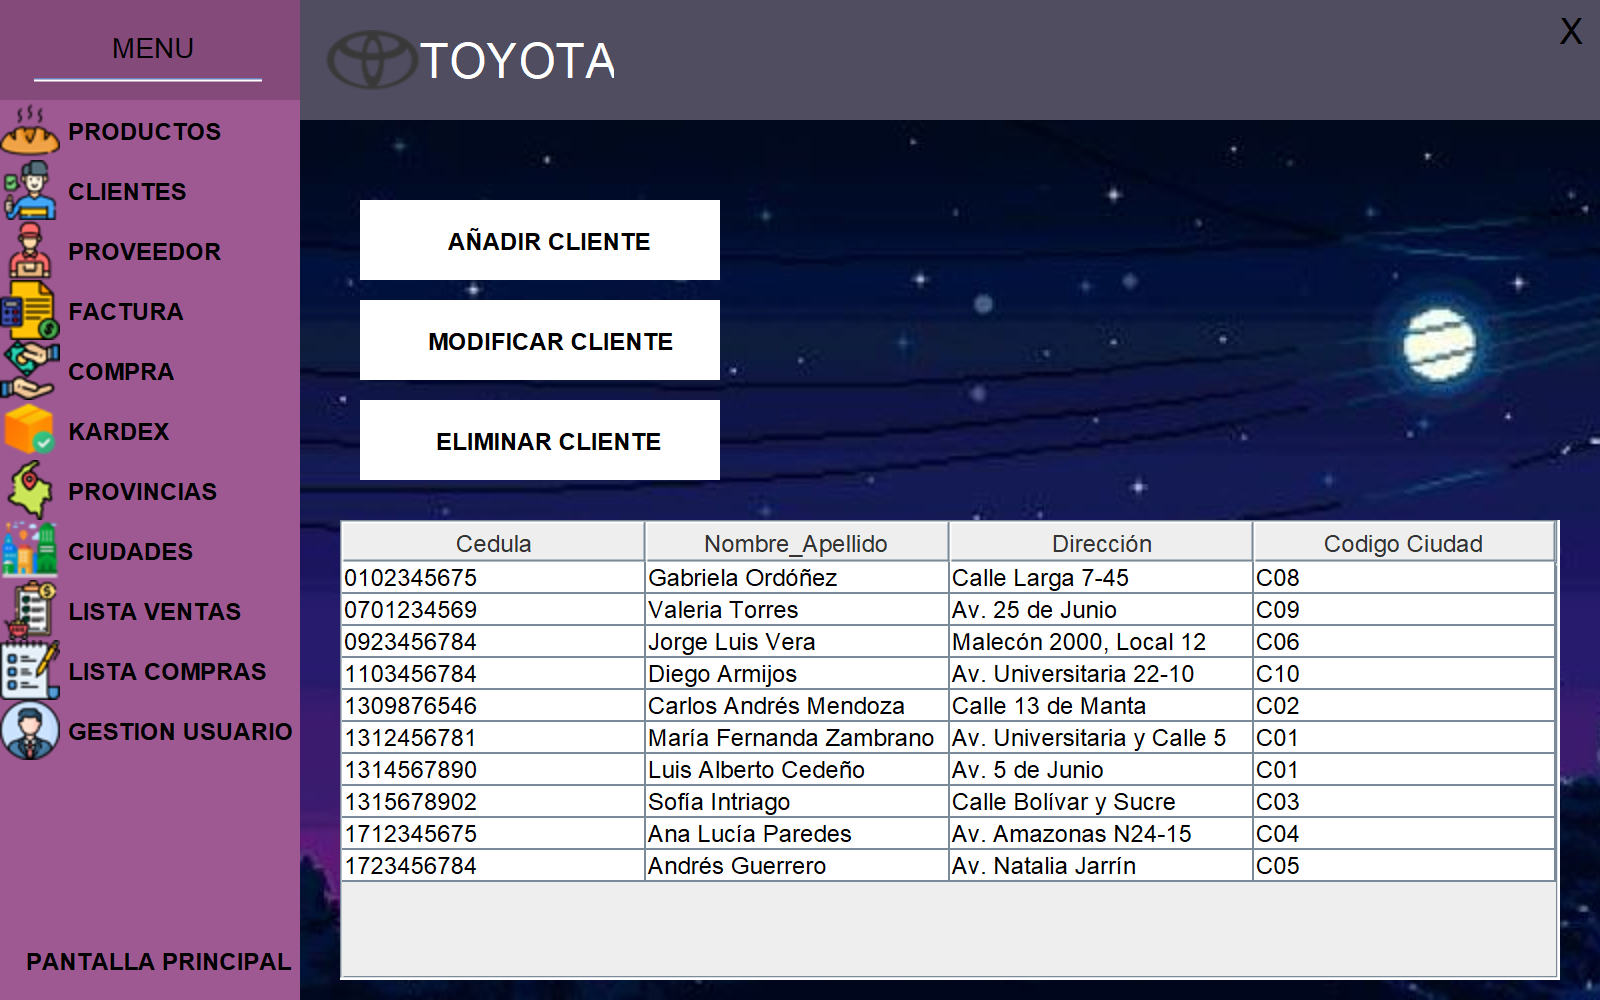 MENU
TOYOTA
X
PRODUCTOS
CLIENTES
PROVEEDOR
FACTURA
COMPRA
KARDEX
PROVINCIAS
CIUDADES
LISTA VENTAS
LISTA COMPRAS
GESTION USUARIO
PANTALLA PRINCIPAL
AÑADIR CLIENTE
MODIFICAR CLIENTE
ELIMINAR CLIENTE
Cedula Nombre_Apellido Dirección Codigo Ciudad
0102345675 Gabriela Ordóñez Calle Larga 7-45 C08
0701234569 Valeria Torres Av. 25 de Junio C09
0923456784 Jorge Luis Vera Malecón 2000, Local 12 C06
1103456784 Diego Armijos Av. Universitaria 22-10 C10
1309876546 Carlos Andrés Mendoza Calle 13 de Manta C02
1312456781 María Fernanda Zambrano Av. Universitaria y Calle 5 C01
1314567890 Luis Alberto Cedeño Av. 5 de Junio C01
1315678902 Sofía Intriago Calle Bolívar y Sucre C03
1712345675 Ana Lucía Paredes Av. Amazonas N24-15 C04
1723456784 Andrés Guerrero Av. Natalia Jarrín C05